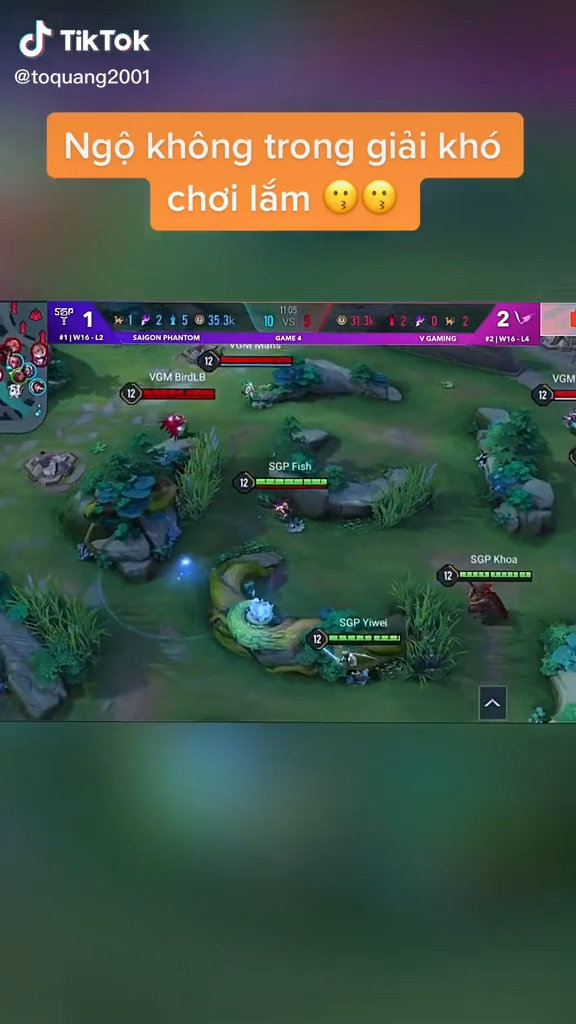 TikTok
@toquang2001
Ngộ không trong giải khó
chơi lắm 😗😗
SGP 1 1 2 5 35.3k 10 11:05 VS 5 31.3k 2 0 2 2
#1 | W16 - L2 SAIGON PHANTOM GAME 4 V GAMING #2 | W16 - L4
12
VGM BirdLB
12
VGM
12
SGP Fish
12
SGP Khoa
12
SGP Yiwei
12